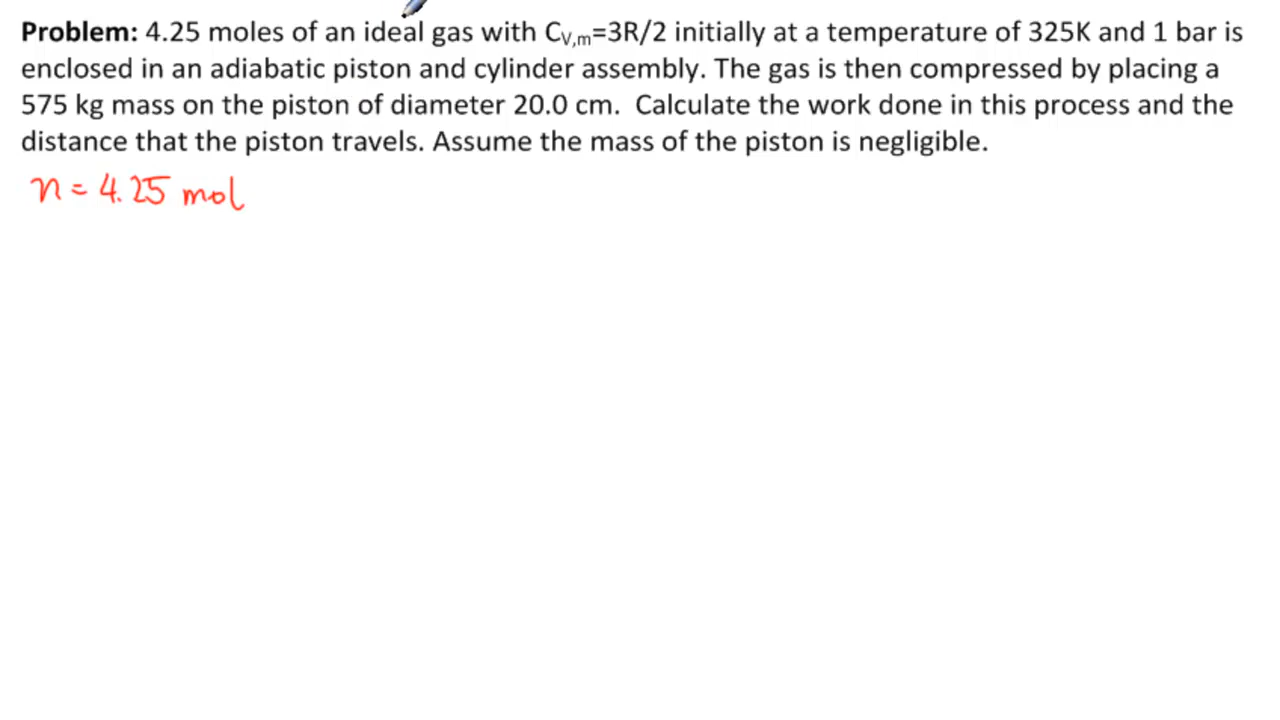 Problem: 4.25 moles of an ideal gas with CV,m=3R/2 initially at a temperature of 325K and 1 bar is
enclosed in an adiabatic piston and cylinder assembly. The gas is then compressed by placing a
575 kg mass on the piston of diameter 20.0 cm.  Calculate the work done in this process and the
distance that the piston travels. Assume the mass of the piston is negligible.
n = 4.25 mol